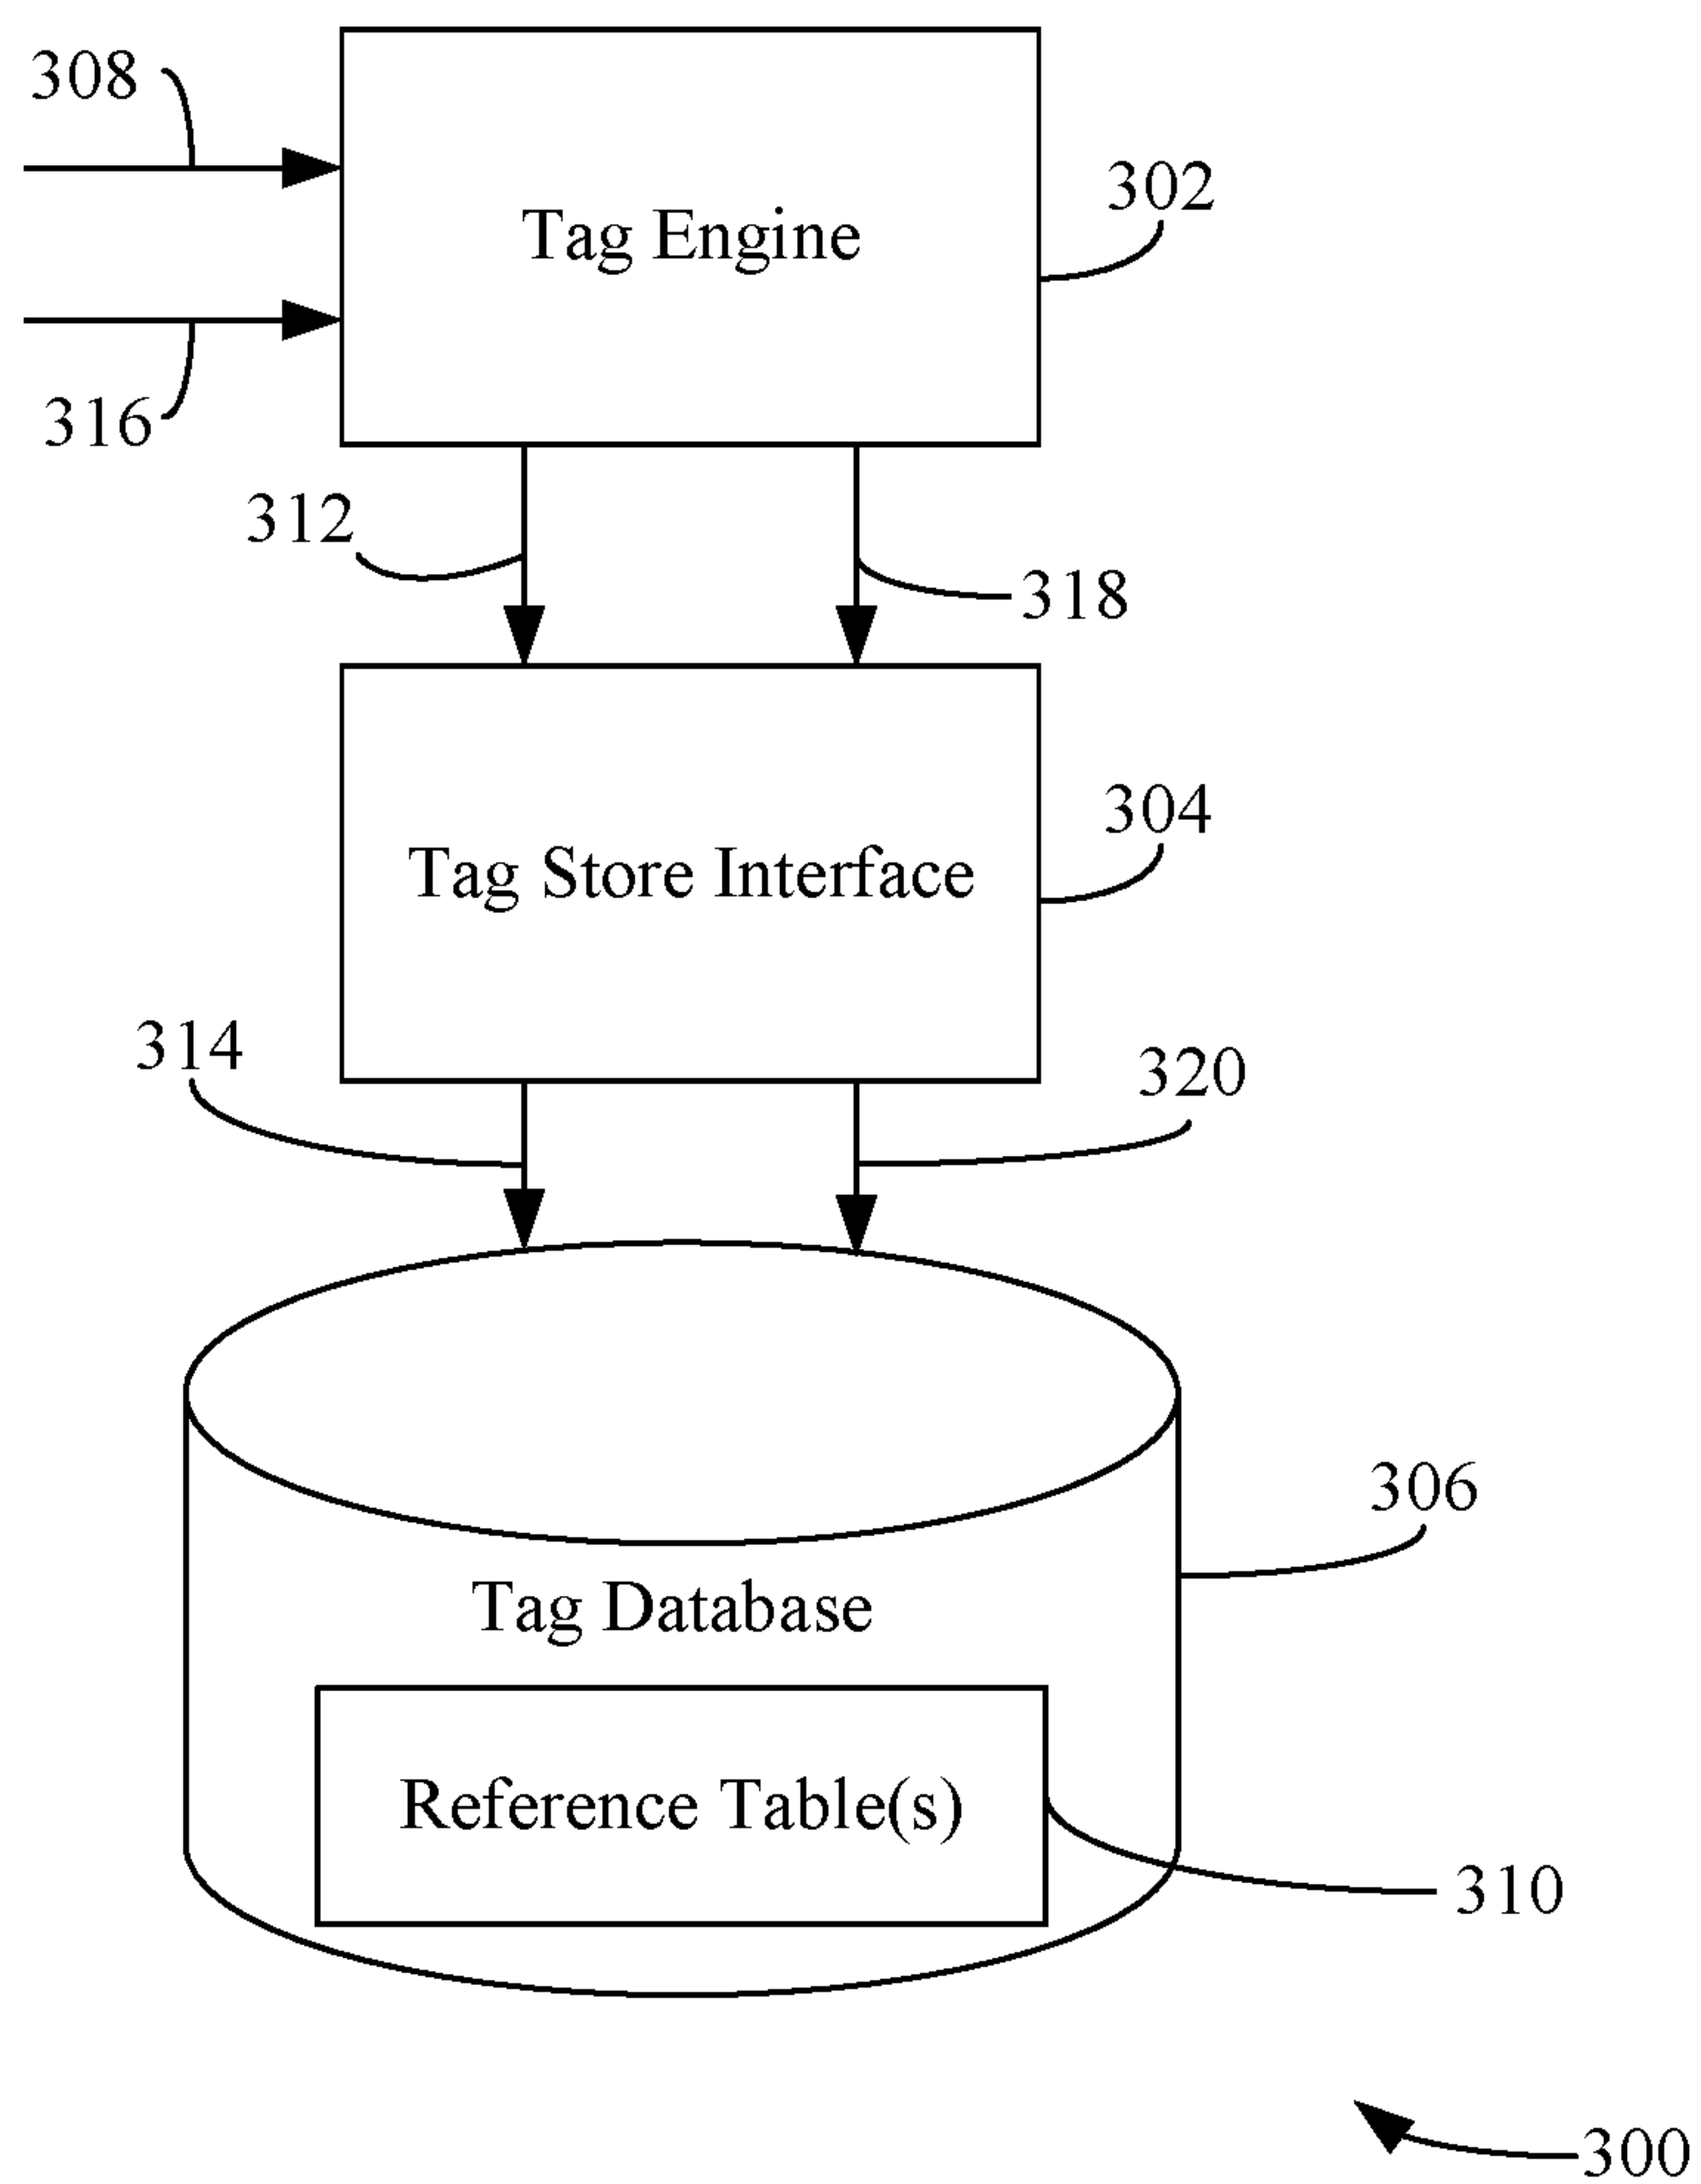 308
302
Tag Engine
316
312
318
304
Tag Store Interface
314
320
306
Tag Database
Reference Table(s)
310
300